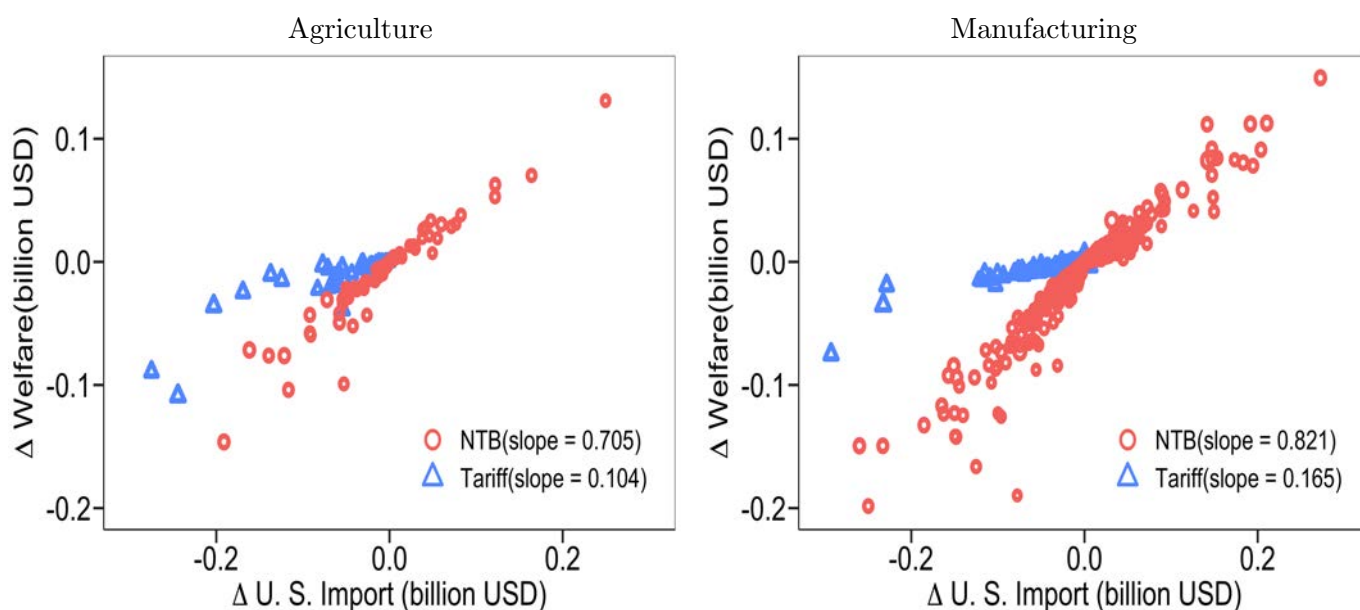 Agriculture
Δ Welfare(billion USD)
0.1
0.0
-0.1
-0.2
NTB(slope = 0.705)
Tariff(slope = 0.104)
-0.2
0.0
0.2
Δ U. S. Import (billion USD)
Manufacturing
Δ Welfare(billion USD)
0.1
0.0
-0.1
-0.2
NTB(slope = 0.821)
Tariff(slope = 0.165)
-0.2
0.0
0.2
Δ U. S. Import (billion USD)